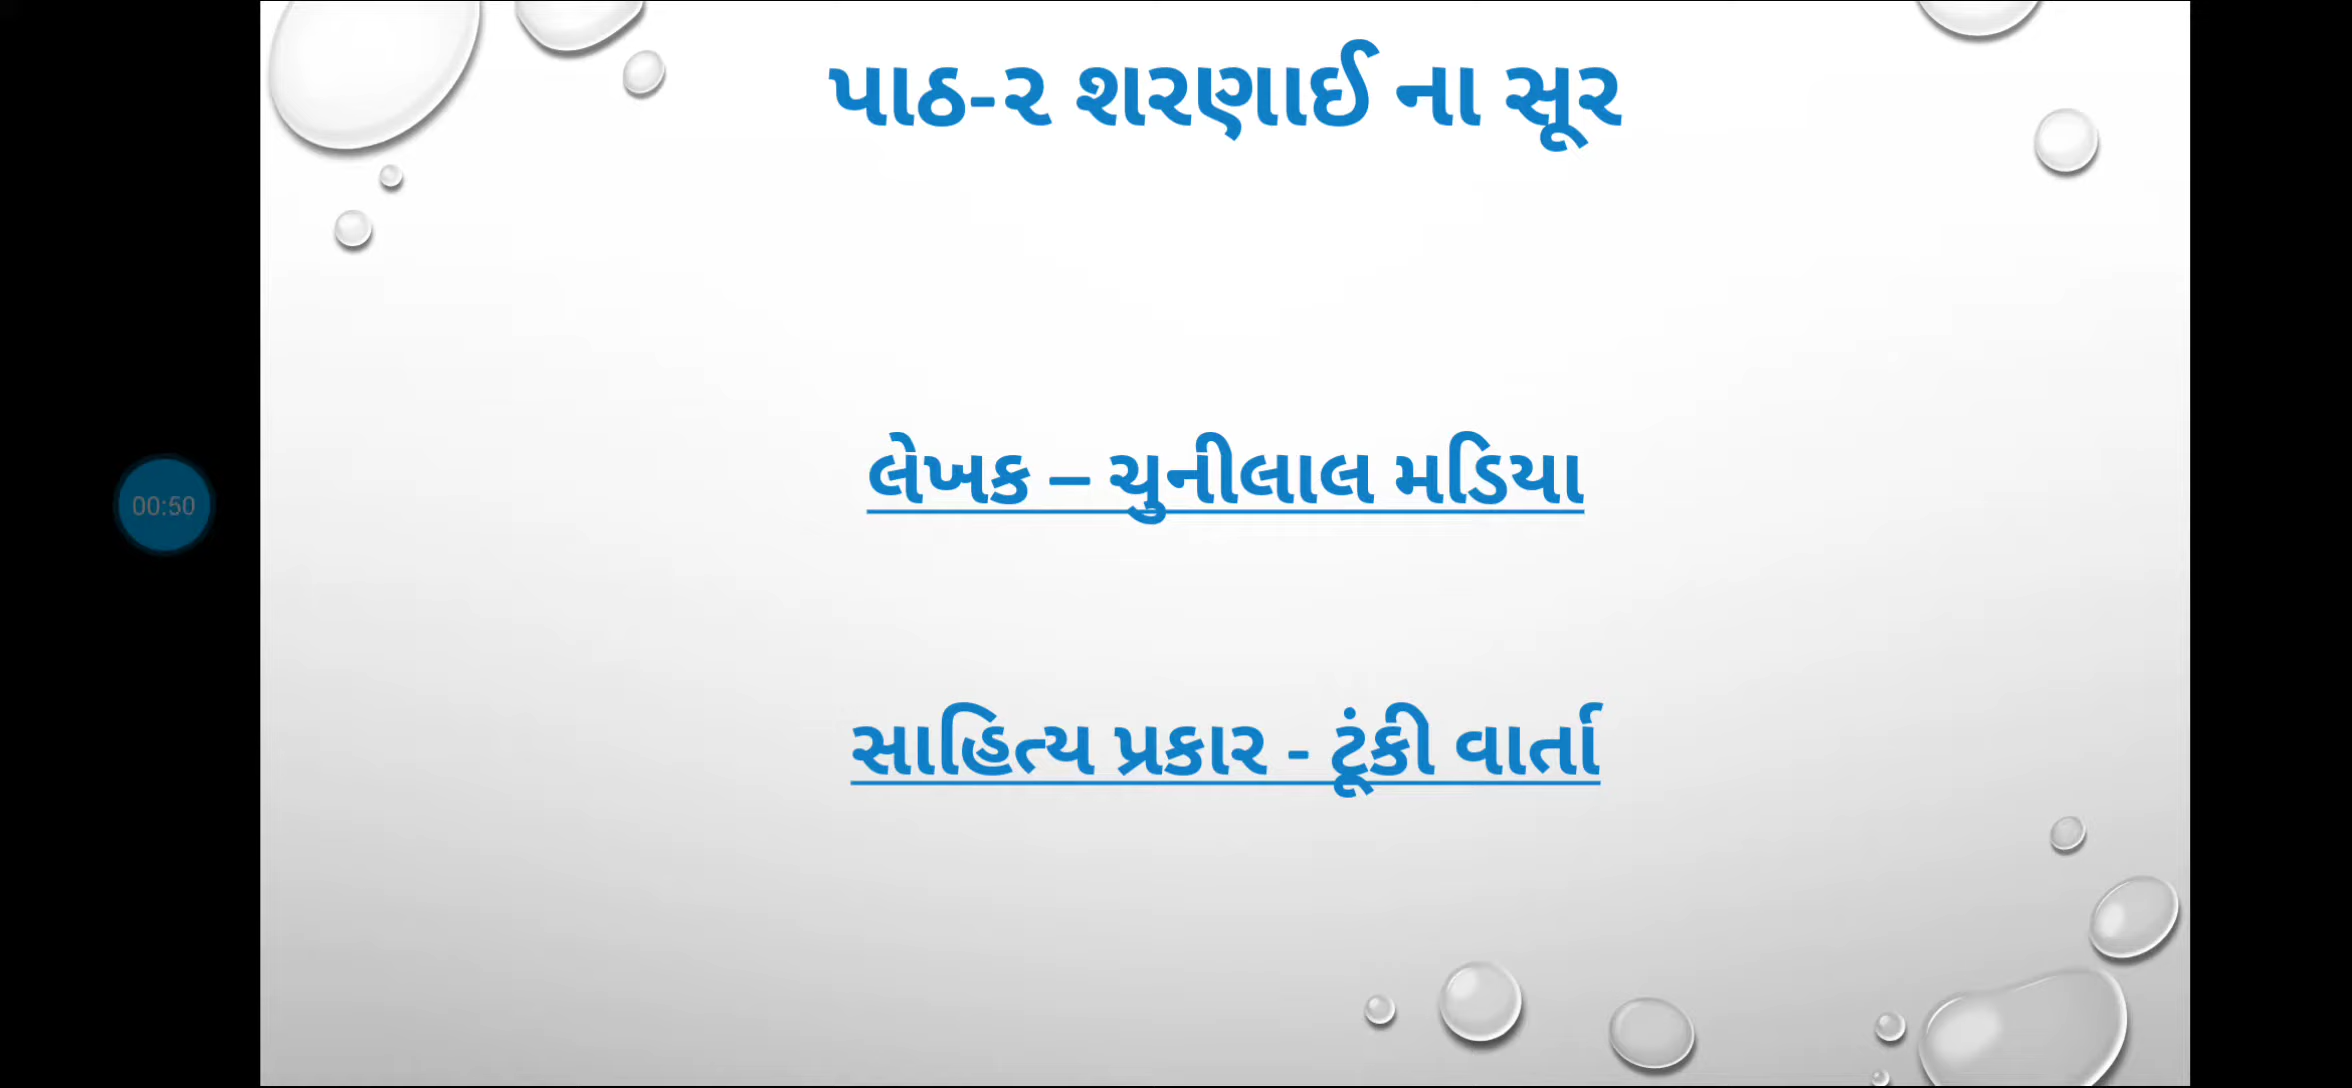 પાઠ-૨ શરણાઈ ના સૂર
લેખક – ચુનીલાલ મડિયા
00:50
સાહિત્ય પ્રકાર - ટૂંકી વાર્તા